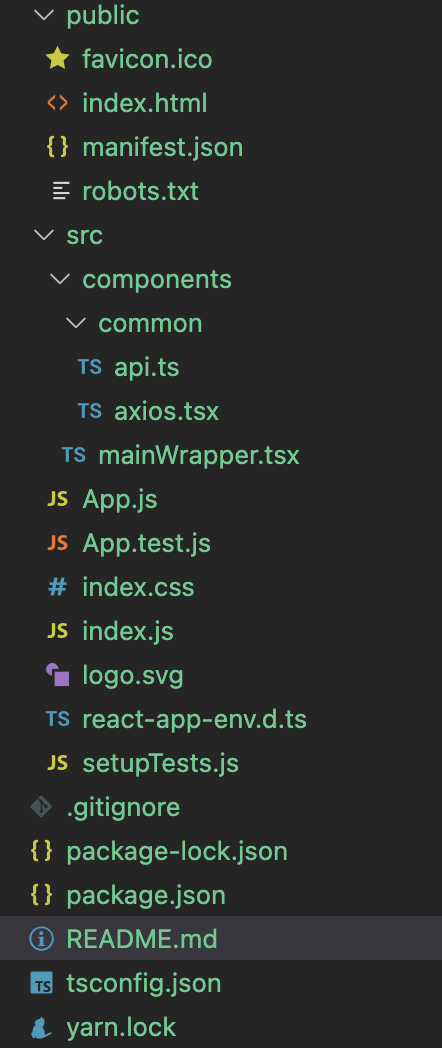 public
favicon.ico
<> index.html
{} manifest.json
robots.txt
src
components
common
TS api.ts
TS axios.tsx
TS mainWrapper.tsx
JS App.js
JS App.test.js
# index.css
JS index.js
logo.svg
TS react-app-env.d.ts
JS setupTests.js
.gitignore
{} package-lock.json
{} package.json
README.md
TS tsconfig.json
yarn.lock